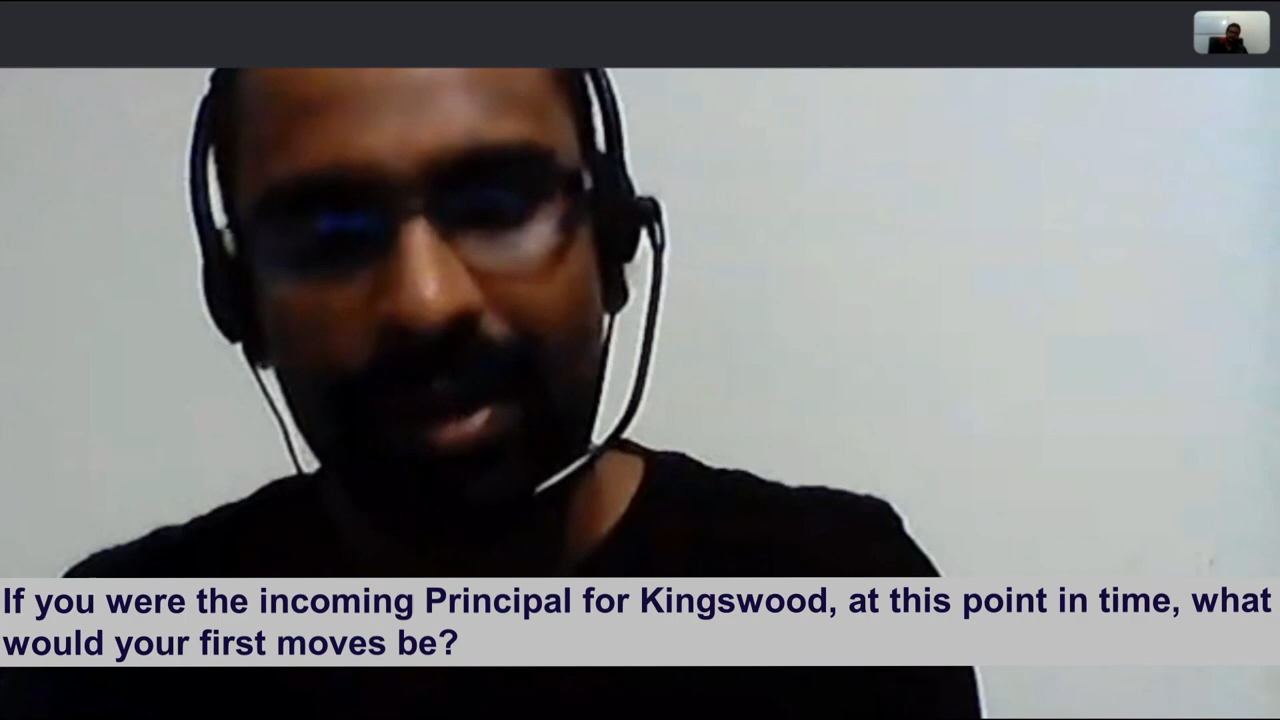 If you were the incoming Principal for Kingswood, at this point in time, what
would your first moves be?